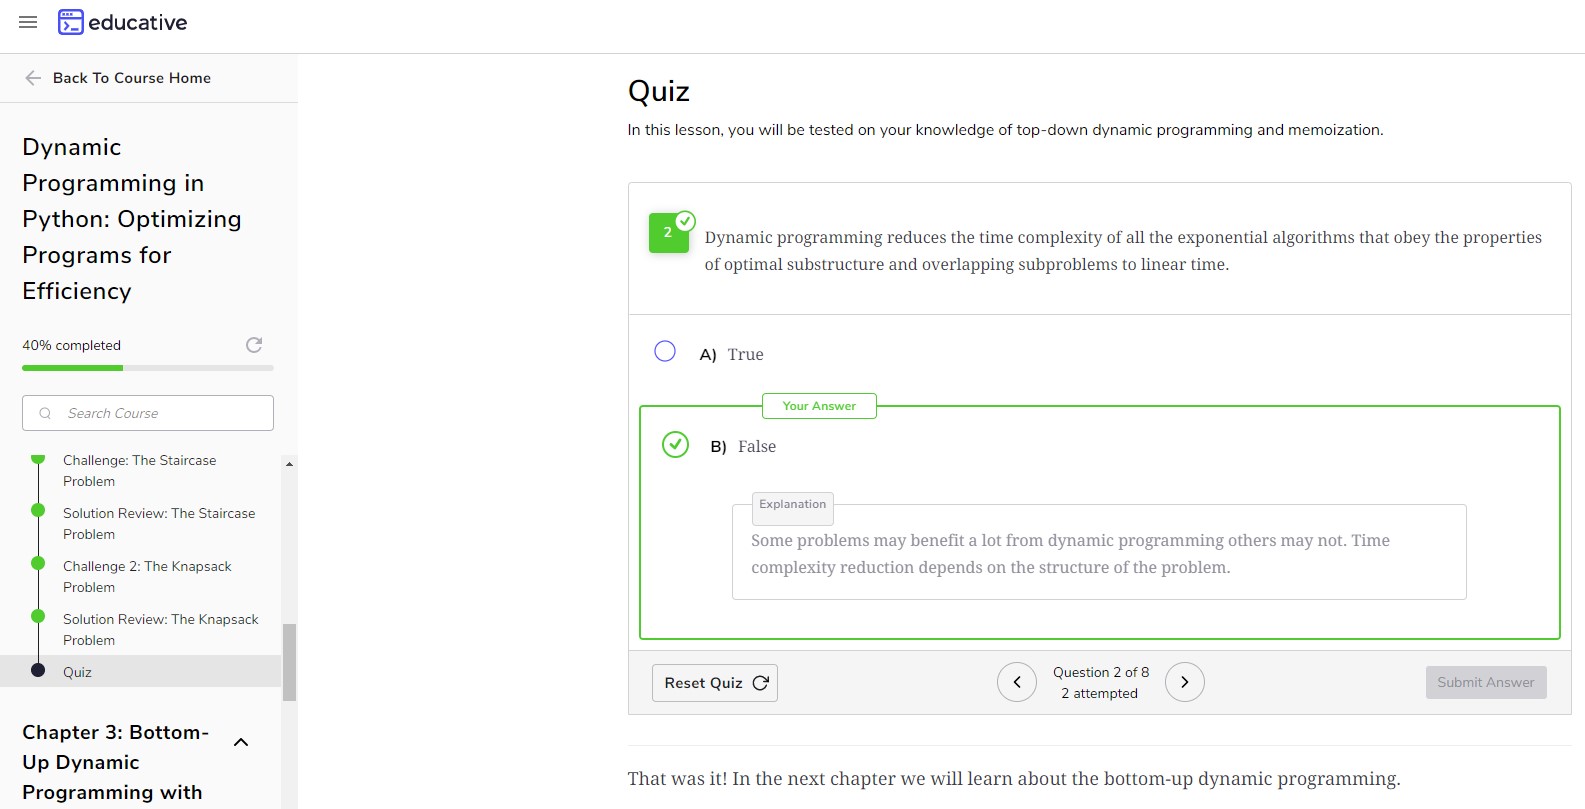 educative
Back To Course Home
Dynamic
Programming in
Python: Optimizing
Programs for
Efficiency
40% completed
Search Course
Challenge: The Staircase
Problem
Solution Review: The Staircase
Problem
Challenge 2: The Knapsack
Problem
Solution Review: The Knapsack
Problem
Quiz
Chapter 3: Bottom-
Up Dynamic
Programming with
Quiz
In this lesson, you will be tested on your knowledge of top-down dynamic programming and memoization.
2
Dynamic programming reduces the time complexity of all the exponential algorithms that obey the properties
of optimal substructure and overlapping subproblems to linear time.
A) True
Your Answer
B) False
Explanation
Some problems may benefit a lot from dynamic programming others may not. Time
complexity reduction depends on the structure of the problem.
Reset Quiz
Question 2 of 8
2 attempted
Submit Answer
That was it! In the next chapter we will learn about the bottom-up dynamic programming.